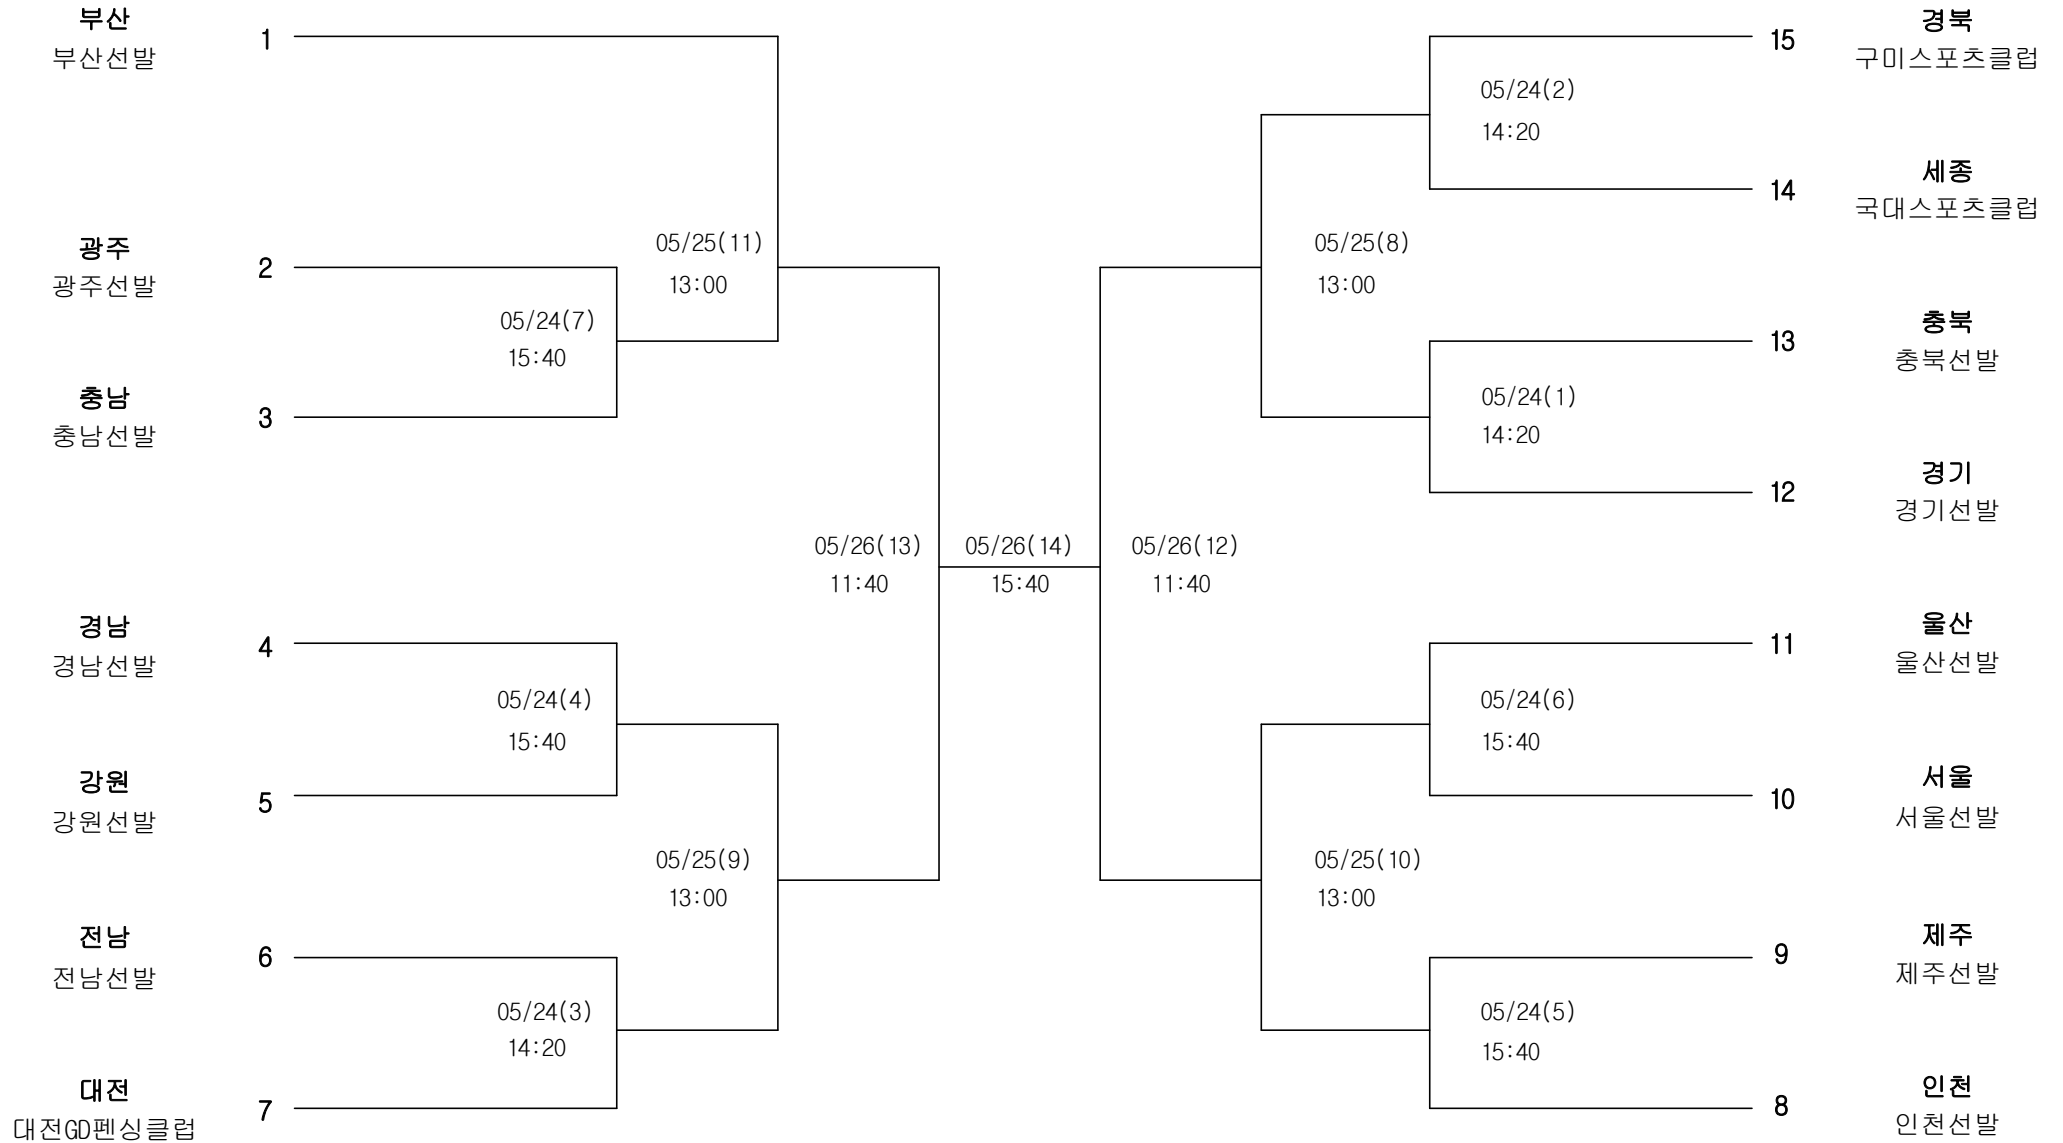 부산
부산선발
1
광주
광주선발
2
05/25(11)
13:00
05/24(7)
15:40
충남
충남선발
3
경남
경남선발
4
05/24(4)
15:40
강원
강원선발
5
05/25(9)
13:00
전남
전남선발
6
05/24(3)
14:20
대전
대전GD펜싱클럽
7
05/26(13)
11:40
05/26(14)
15:40
05/26(12)
11:40
15
경북
구미스포츠클럽
05/24(2)
14:20
14
세종
국대스포츠클럽
05/25(8)
13:00
13
충북
충북선발
05/24(1)
14:20
12
경기
경기선발
11
울산
울산선발
05/24(6)
15:40
10
서울
서울선발
05/25(10)
13:00
9
제주
제주선발
05/24(5)
15:40
8
인천
인천선발